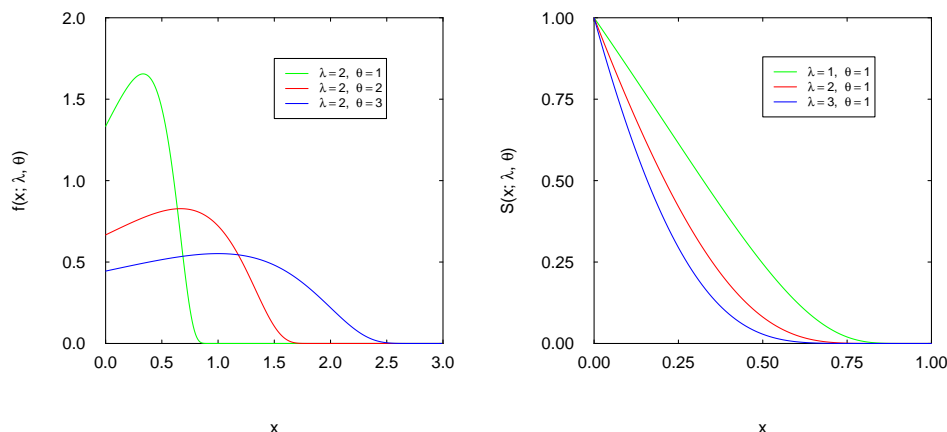 f(x; λ, θ)
2.0
1.5
1.0
0.5
0.0
λ = 2, θ = 1
λ = 2, θ = 2
λ = 2, θ = 3
0.0 0.5 1.0 1.5 2.0 2.5 3.0
x
S(x; λ, θ)
1.00
0.75
0.50
0.25
0.00
λ = 1, θ = 1
λ = 2, θ = 1
λ = 3, θ = 1
0.00 0.25 0.50 0.75 1.00
x